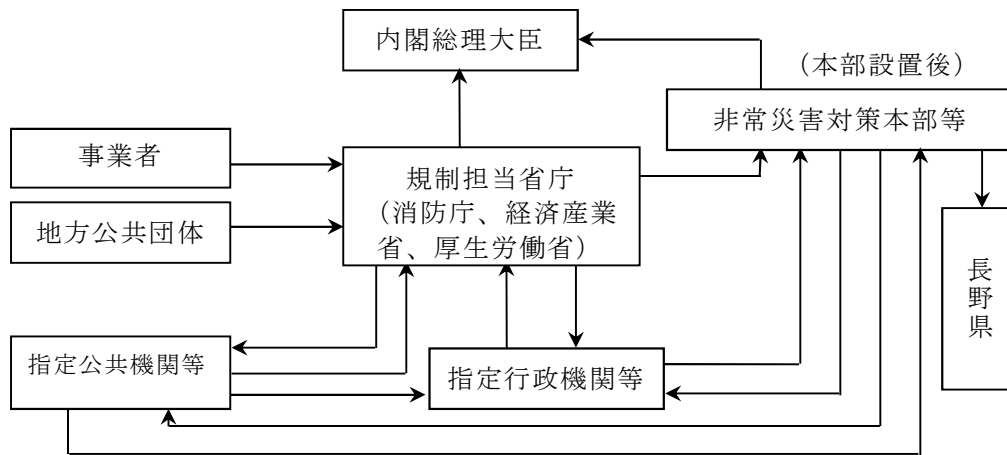 内閣総理大臣
（本部設置後）
非常災害対策本部等
事業者
規制担当省庁
（消防庁、経済産業
省、厚生労働省）
地方公共団体
長野県
指定公共機関等
指定行政機関等